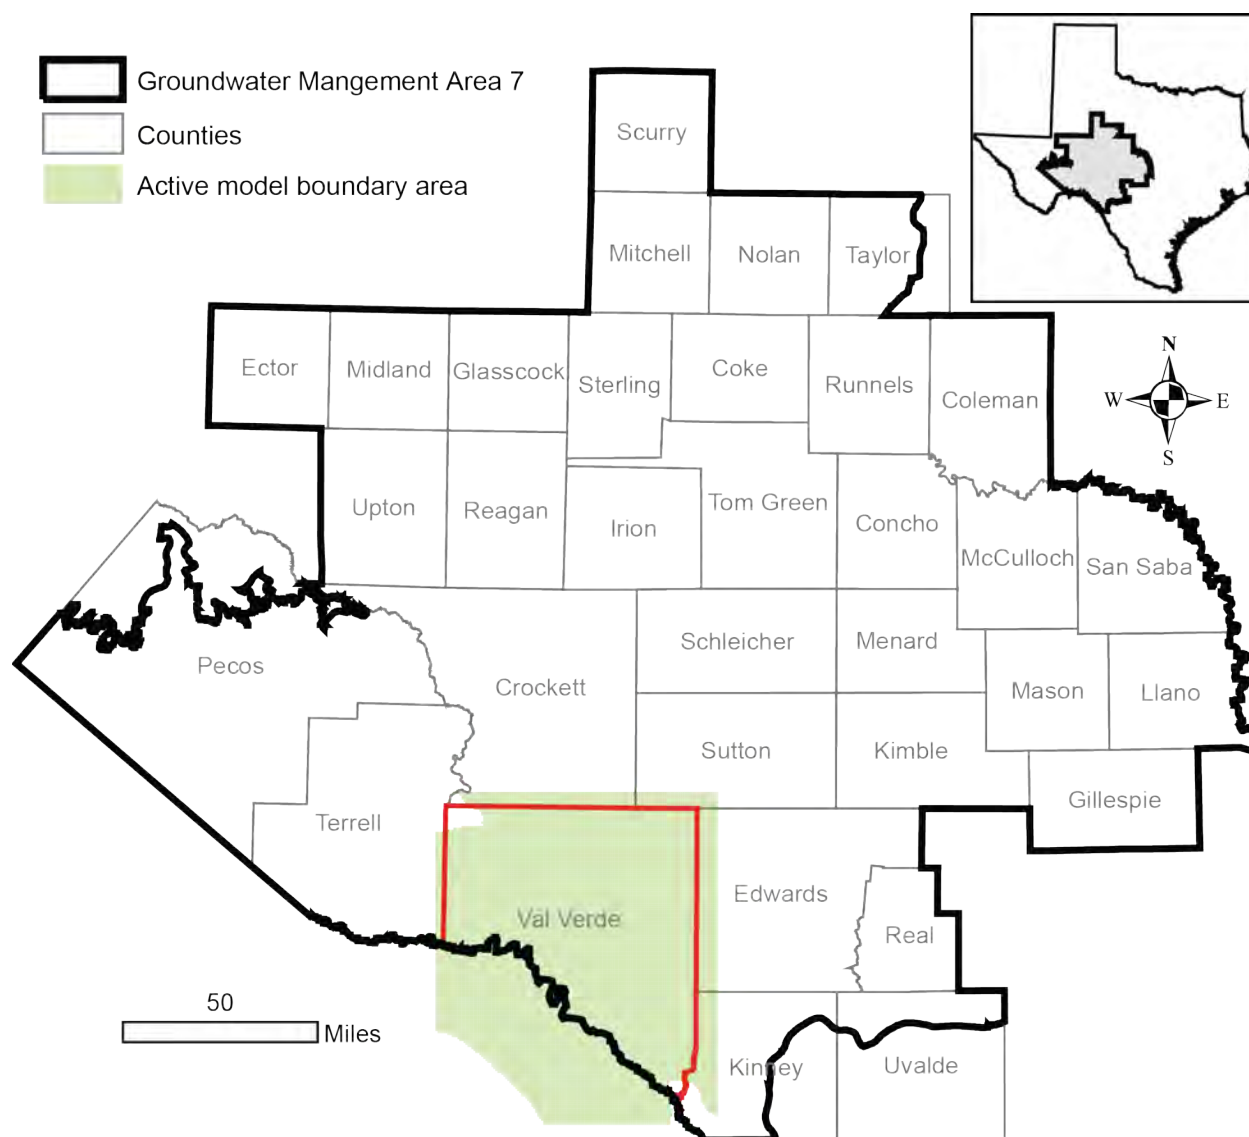 Groundwater Mangement Area 7
Counties
Active model boundary area
Scurry
Mitchell
Nolan
Taylor
Ector
Midland
Glasscock
Sterling
Coke
Runnels
Coleman
N
W
E
S
Upton
Reagan
Irion
Tom Green
Concho
McCulloch
San Saba
Pecos
Crockett
Schleicher
Menard
Mason
Llano
Sutton
Kimble
Gillespie
Terrell
Val Verde
Edwards
Real
50
Miles
Kinney
Uvalde